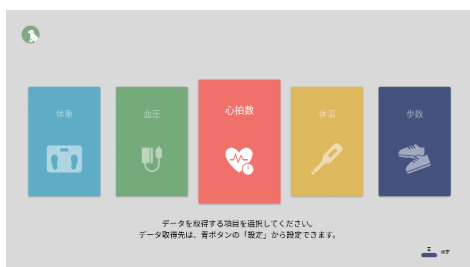 体重
血圧
心拍数
体温
歩数
データを取得する項目を選択してください。
データ取得先は、青ボタンの「設定」から設定できます。